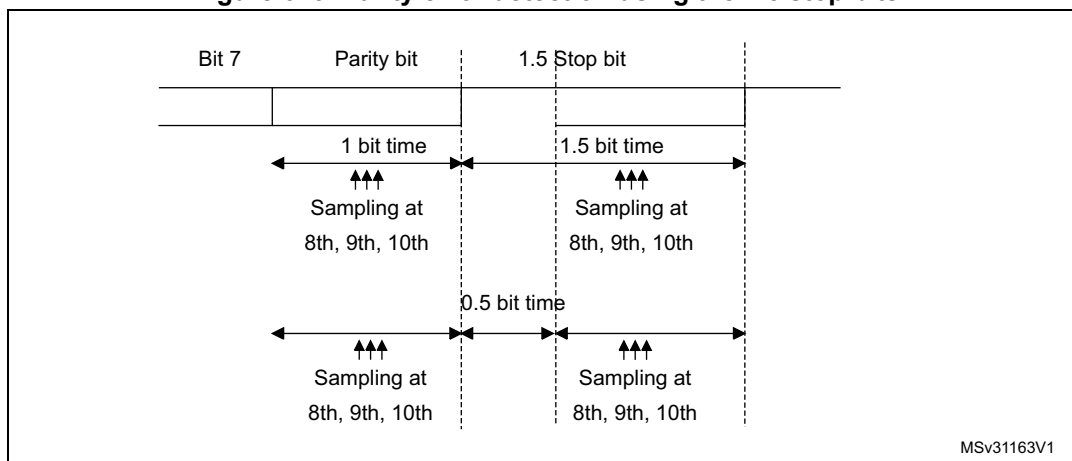 Bit 7 Parity bit 1.5 Stop bit
1 bit time 1.5 bit time
Sampling at Sampling at
8th, 9th, 10th 8th, 9th, 10th
0.5 bit time
Sampling at Sampling at
8th, 9th, 10th 8th, 9th, 10th
MSv31163V1